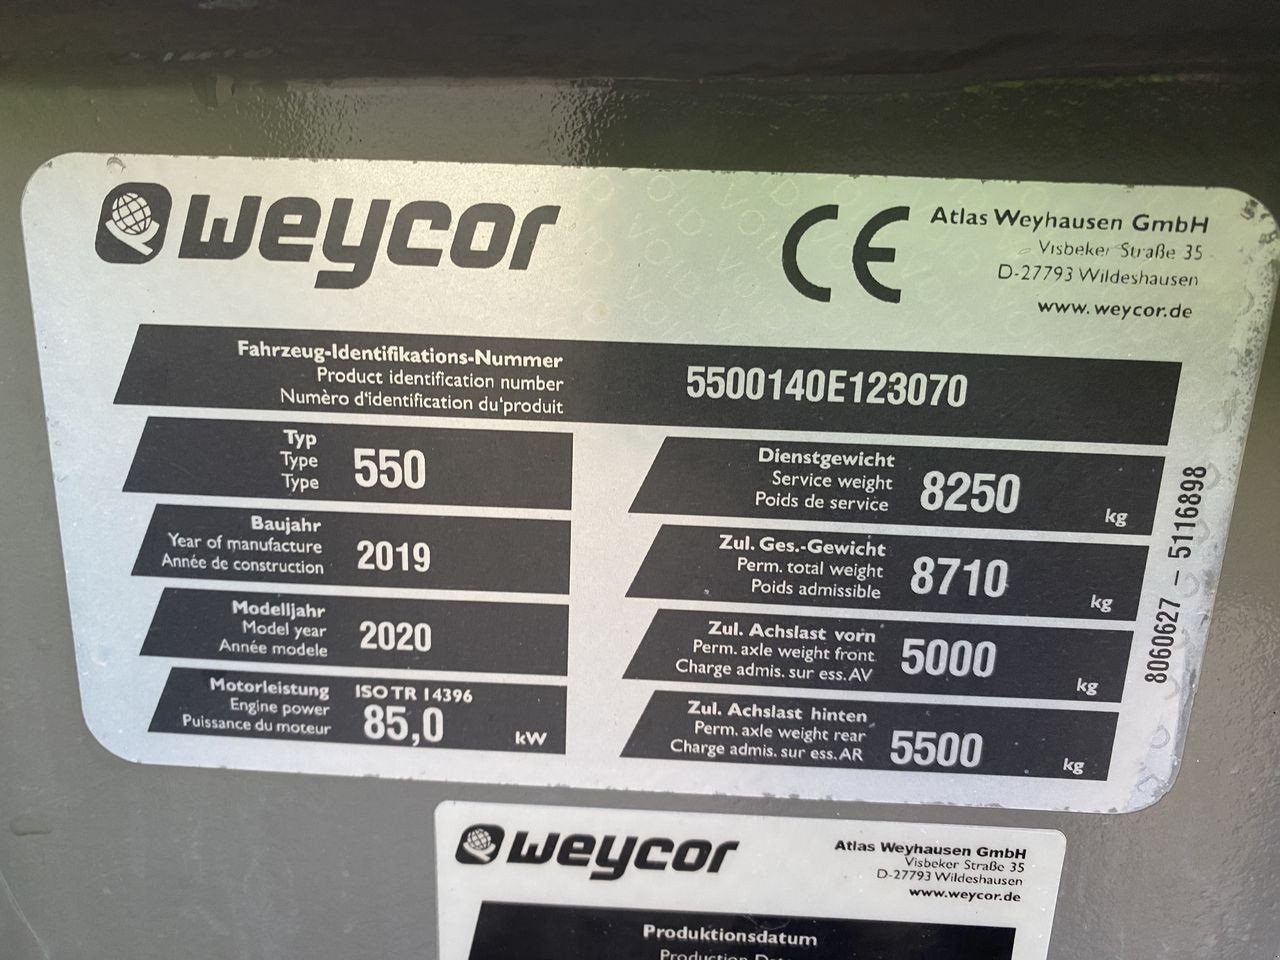 weycor
CE
Atlas Weyhausen GmbH
Visbeker Straße 35
D-27793 Wildeshausen
www.weycor.de
Fahrzeug-Identifikations-Nummer
Product identification number
Numèro d'identification du'produit
5500140E123070
Typ
Type
Type
550
Baujahr
Year of manufacture
Année de construction
2019
Modelljahr
Model year
Année modele
2020
Motorleistung
Engine power
Puissance du moteur
ISO TR 14396
85,0
kW
Dienstgewicht
Service weight
Poids de service
8250
kg
Zul. Ges.-Gewicht
Perm. total weight
Poids admissible
8710
kg
Zul. Achslast vorn
Perm. axle weight front
Charge admis. sur ess. AV
5000
kg
Zul. Achslast hinten
Perm. axle weight rear
Charge admis. sur ess. AR
5500
kg
8060627 – 5116898
weycor
Atlas Weyhausen GmbH
Visbeker Straße 35
D-27793 Wildeshausen
www.weycor.de
Produktionsdatum
Production